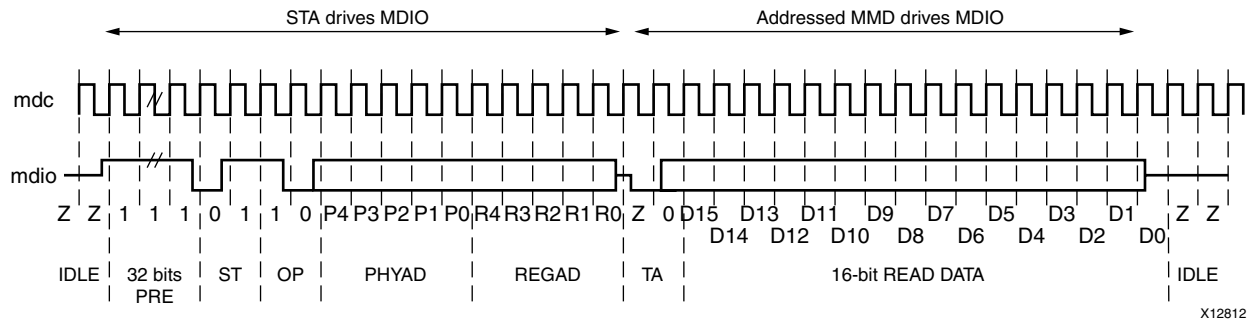 STA drives MDIO Addressed MMD drives MDIO
mdc
mdio
Z Z 1 1 1 0 1 1 0 P4 P3 P2 P1 P0 R4 R3 R2 R1 R0 Z 0 D15 D13 D11 D9 D7 D5 D3 D1 Z Z
D14 D12 D10 D8 D6 D4 D2 D0
IDLE 32 bits ST OP PHYAD REGAD TA 16-bit READ DATA IDLE
PRE
X12812